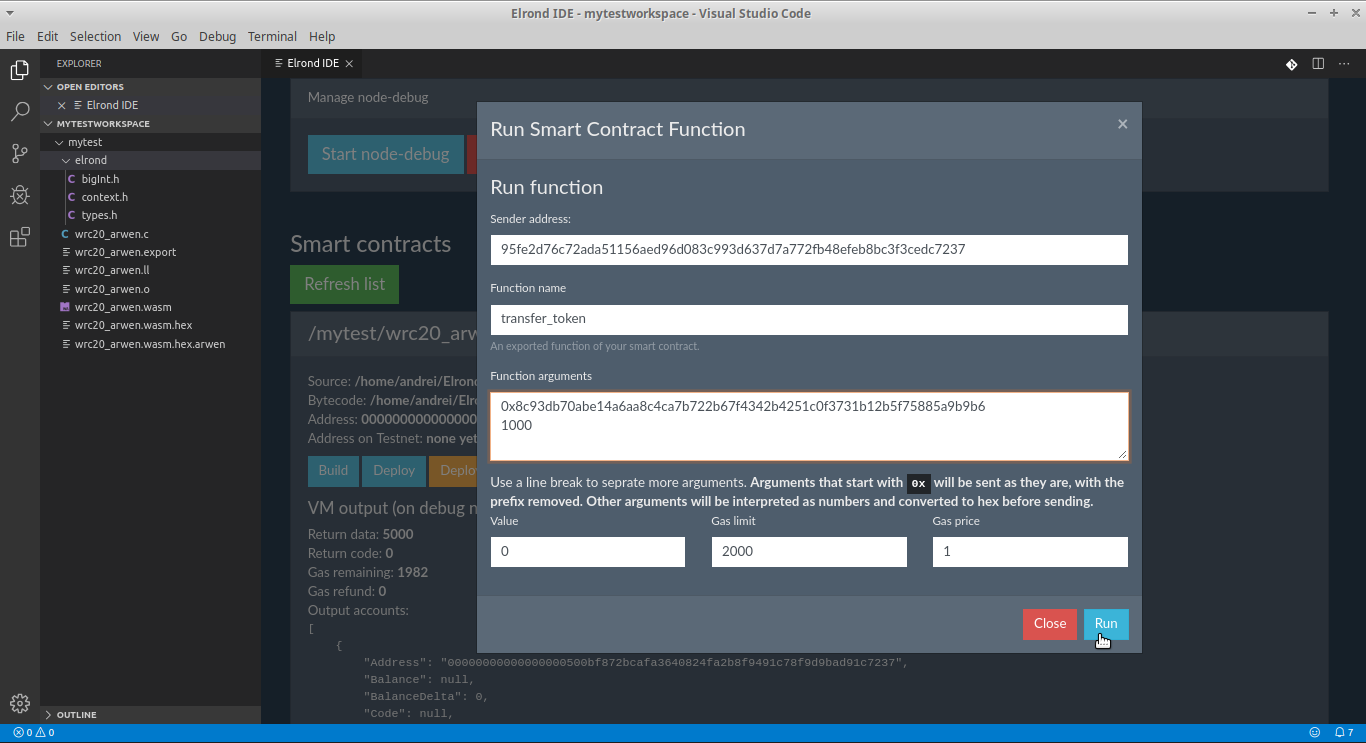 Elrond IDE - mytestworkspace - Visual Studio Code
File Edit Selection View Go Debug Terminal Help
EXPLORER
OPEN EDITORS
Elrond IDE
MYTESTWORKSPACE
mytest
elrond
bigInt.h
context.h
types.h
wrc20_arwen.c
wrc20_arwen.export
wrc20_arwen.ll
wrc20_arwen.o
wrc20_arwen.wasm
wrc20_arwen.wasm.hex
wrc20_arwen.wasm.hex.arwen
OUTLINE
Elrond IDE
Manage node-debug
Start node-debug
Smart contracts
Refresh list
/mytest/wrc20_arw
Source: /home/andrei/Elron
Bytecode: /home/andrei/Elr
Address: 0000000000000000
Address on Testnet: none yet
Build Deploy Deplo
VM output (on debug n
Return data: 5000
Return code: 0
Gas remaining: 1982
Gas refund: 0
Output accounts:
[
{
"Address": "00000000000000000500bf872bcafa3640824fa2b8f9491c78f9d9bad91c7237",
"Balance": null,
"BalanceDelta": 0,
"Code": null,
Run Smart Contract Function ×
Run function
Sender address:
95fe2d76c72ada51156aed96d083c993d637d7a772fb48efeb8bc3f3cedc7237
Function name
transfer_token
An exported function of your smart contract.
Function arguments
0x8c93db70abe14a6aa8c4ca7b722b67f4342b4251c0f3731b12b5f75885a9b9b6
1000
Use a line break to seprate more arguments. Arguments that start with 0x will be sent as they are, with the
prefix removed. Other arguments will be interpreted as numbers and converted to hex before sending.
Value Gas limit Gas price
0 2000 1
Close Run
0 0 7